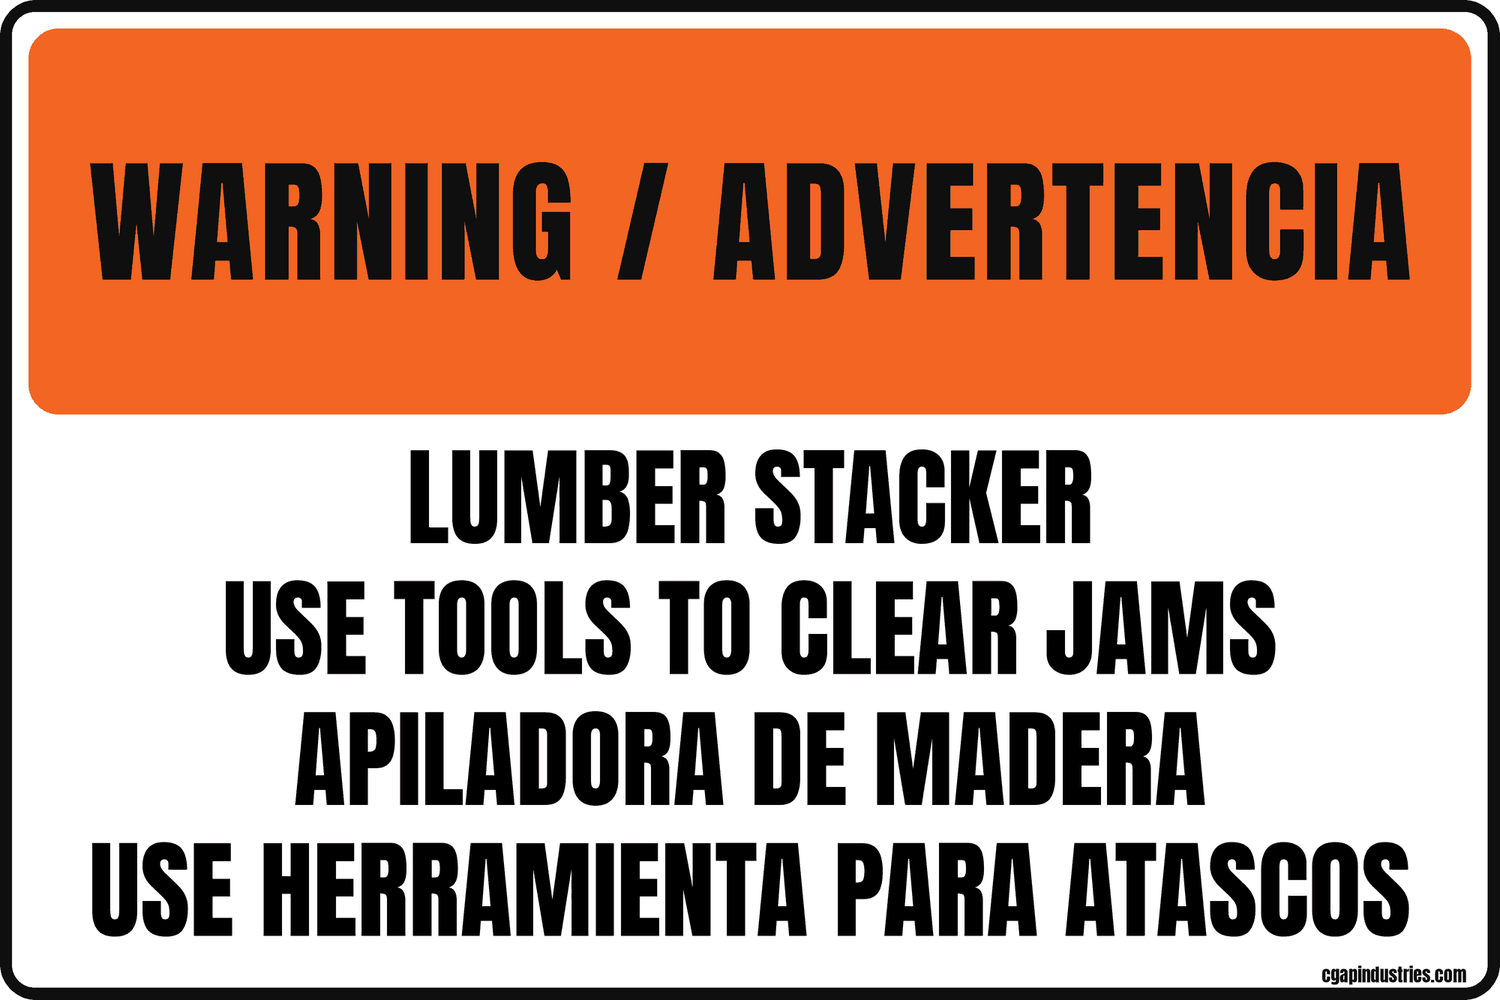 WARNING / ADVERTENCIA
LUMBER STACKER
USE TOOLS TO CLEAR JAMS
APILADORA DE MADERA
USE HERRAMIENTA PARA ATASCOS
cgapindustries.com